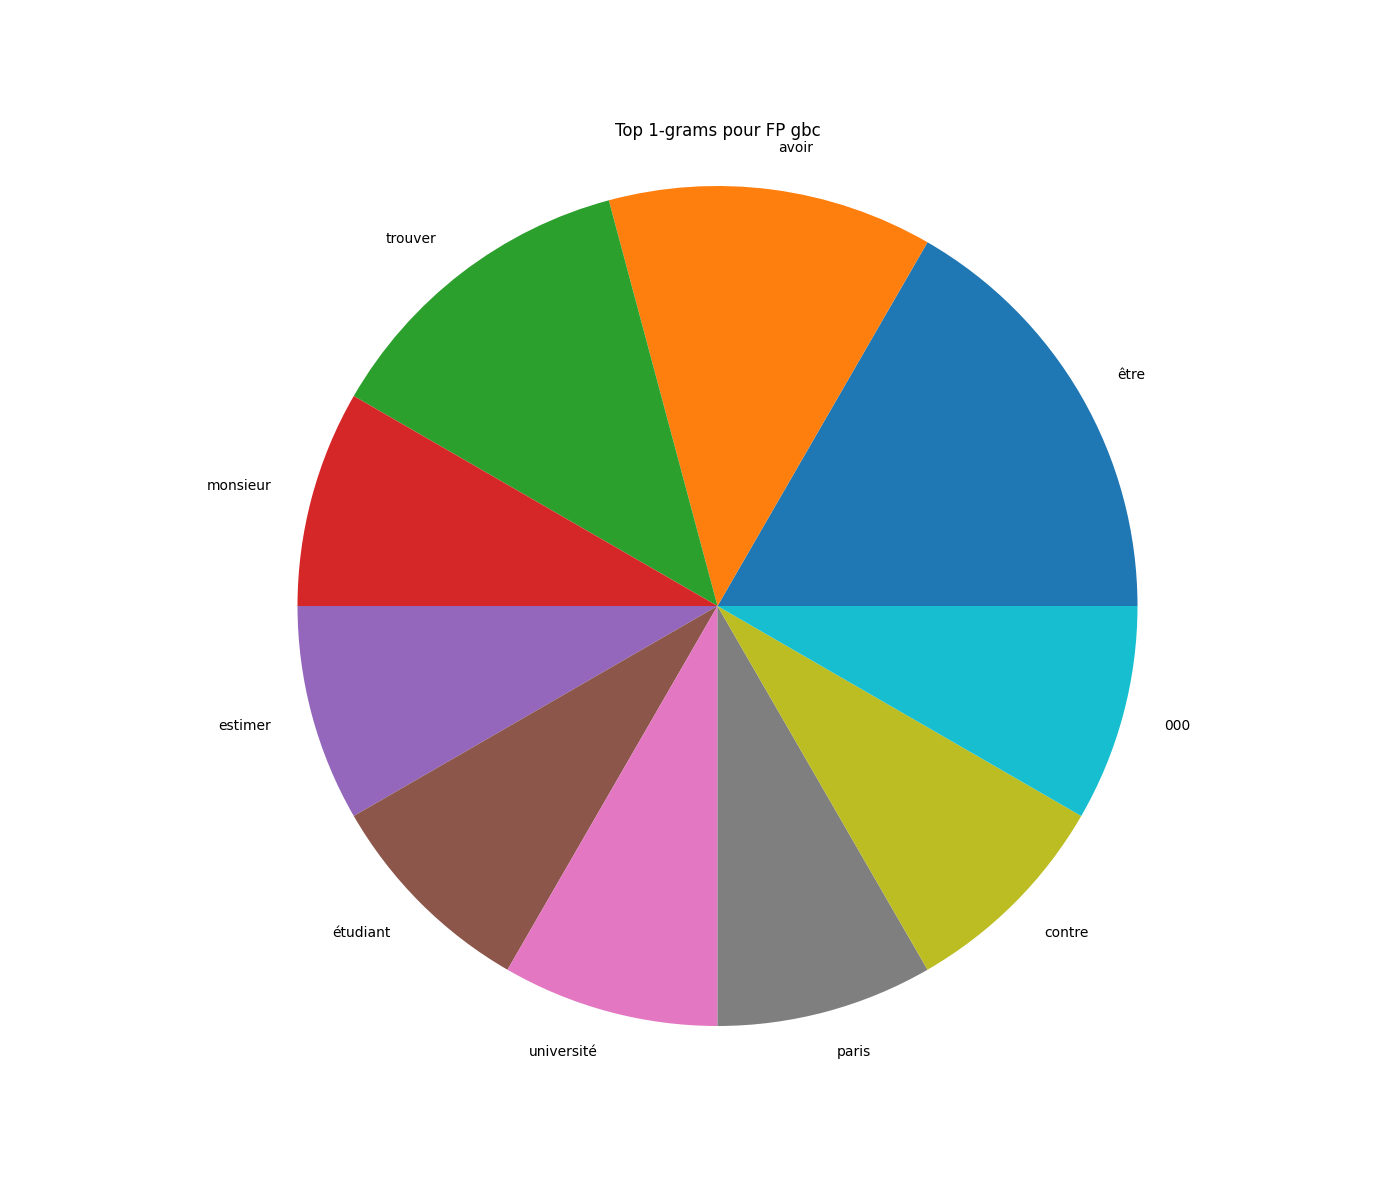 Top 1-grams pour FP gbc
avoir
trouver
être
monsieur
estimer
000
étudiant
contre
université
paris